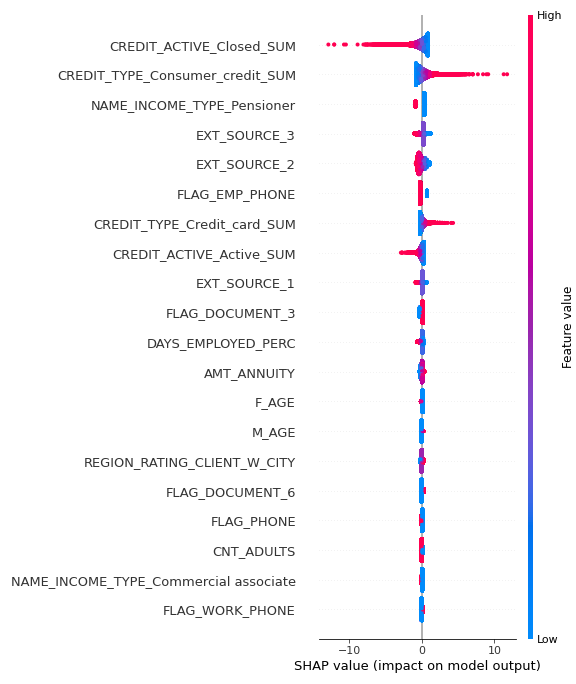 High
CREDIT_ACTIVE_Closed_SUM
CREDIT_TYPE_Consumer_credit_SUM
NAME_INCOME_TYPE_Pensioner
EXT_SOURCE_3
EXT_SOURCE_2
FLAG_EMP_PHONE
CREDIT_TYPE_Credit_card_SUM
CREDIT_ACTIVE_Active_SUM
EXT_SOURCE_1
FLAG_DOCUMENT_3
DAYS_EMPLOYED_PERC
AMT_ANNUITY
F_AGE
M_AGE
REGION_RATING_CLIENT_W_CITY
FLAG_DOCUMENT_6
FLAG_PHONE
CNT_ADULTS
NAME_INCOME_TYPE_Commercial associate
FLAG_WORK_PHONE
Feature value
Low
−10 0 10
SHAP value (impact on model output)